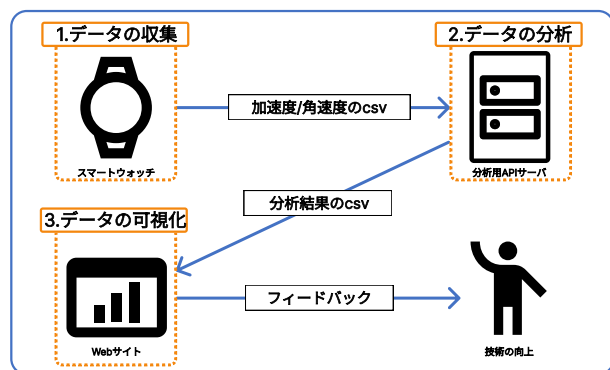 1.データの収集
2.データの分析
加速度/角速度のcsv
スマートウォッチ
分析用APIサーバ
分析結果のcsv
3.データの可視化
フィードバック
Webサイト
技術の向上